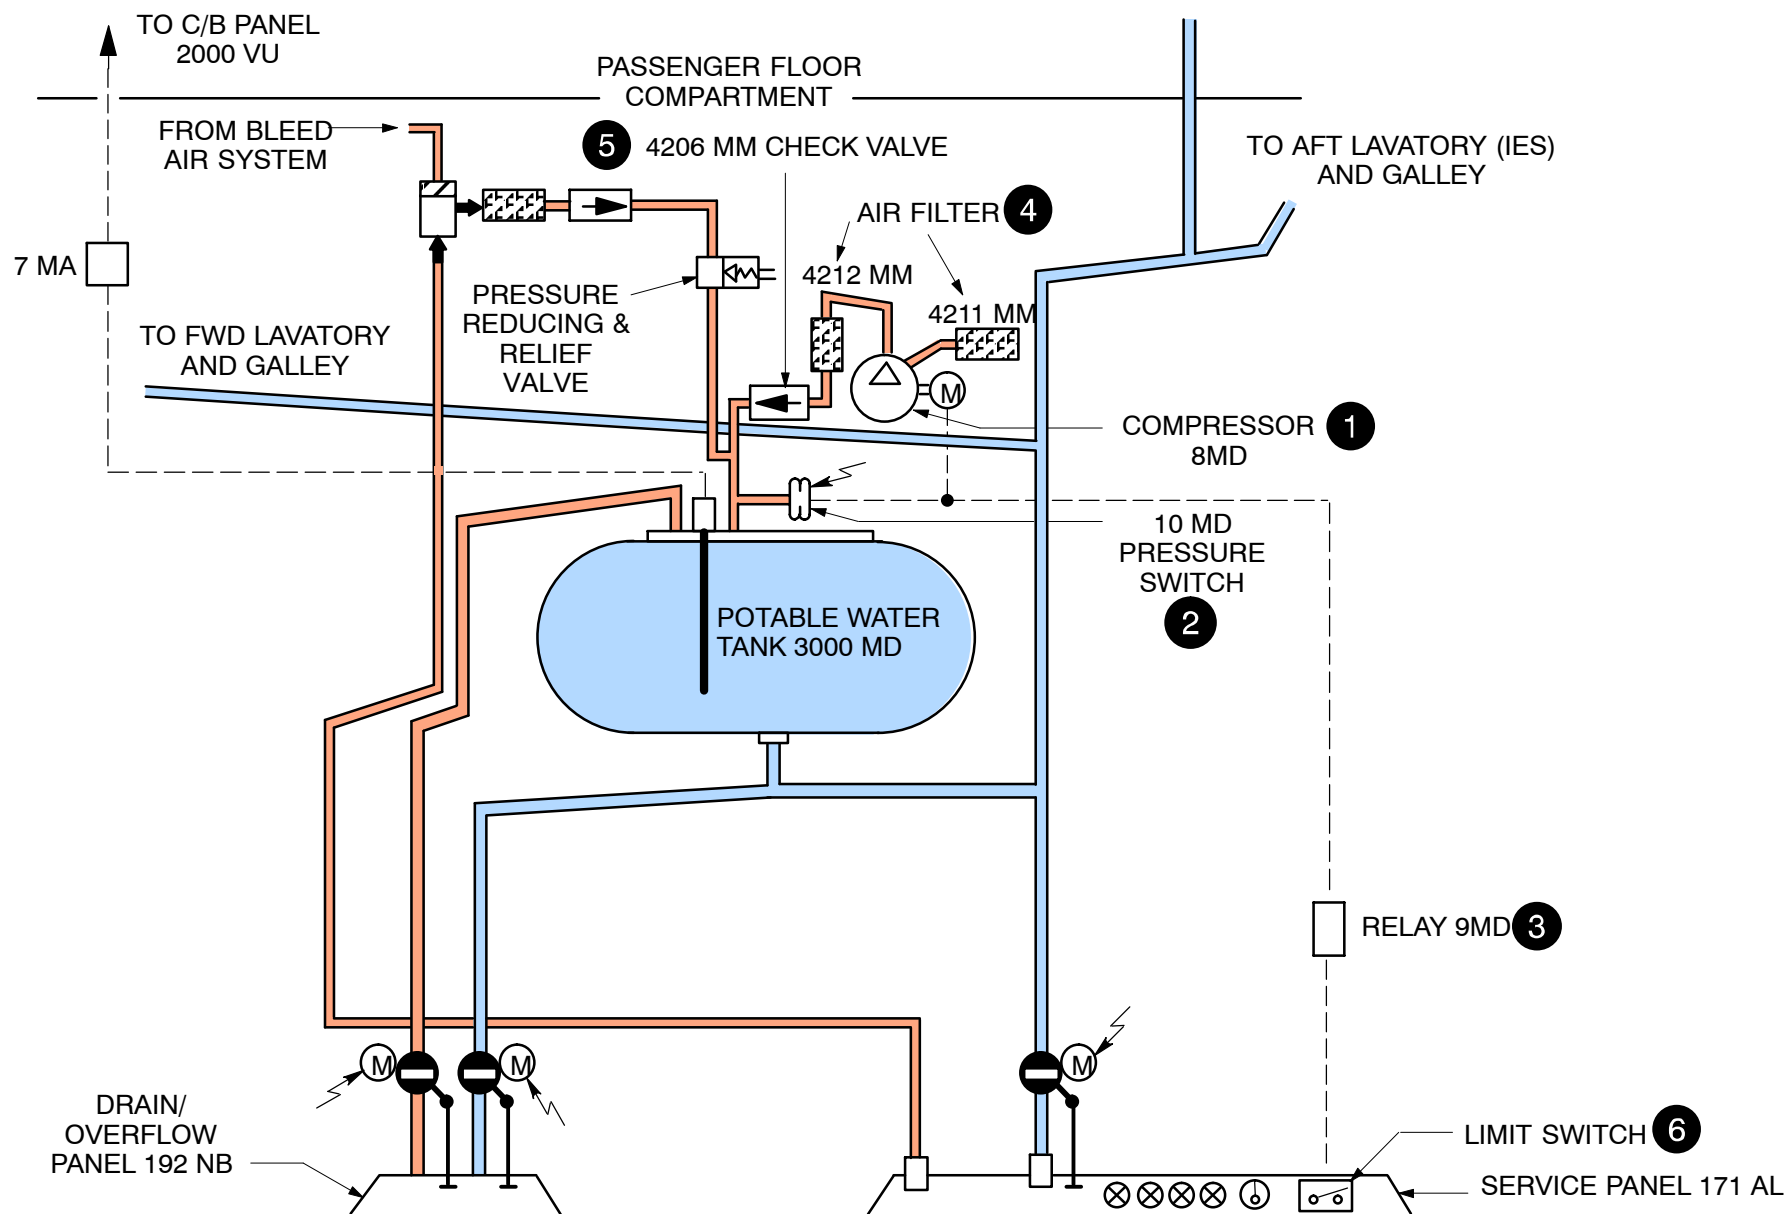 TO C/B PANEL
2000 VU
PASSENGER FLOOR
COMPARTMENT
FROM BLEED
AIR SYSTEM
5 4206 MM CHECK VALVE
TO AFT LAVATORY (IES)
AND GALLEY
AIR FILTER 4
7 MA
4212 MM
4211 MM
PRESSURE
REDUCING &
RELIEF
VALVE
TO FWD LAVATORY
AND GALLEY
M
COMPRESSOR 1
8MD
10 MD
PRESSURE
SWITCH
2
POTABLE WATER
TANK 3000 MD
RELAY 9MD 3
M
M
M
DRAIN/
OVERFLOW
PANEL 192 NB
LIMIT SWITCH 6
SERVICE PANEL 171 AL